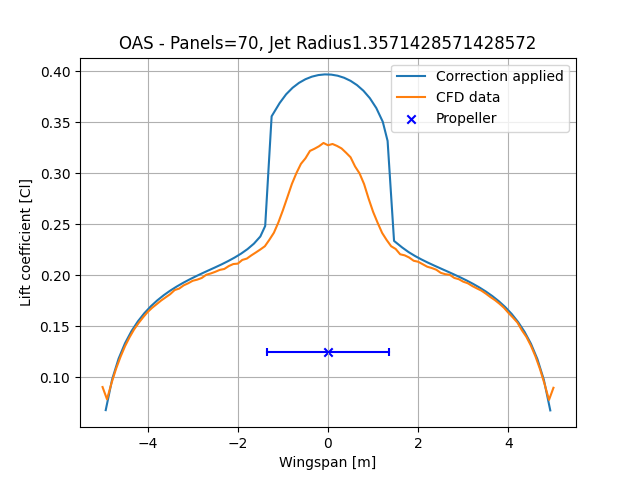 OAS - Panels=70, Jet Radius1.3571428571428572
Correction applied
CFD data
Propeller
Lift coefficient [Cl]
0.40
0.35
0.30
0.25
0.20
0.15
0.10
−4
−2
0
2
4
Wingspan [m]